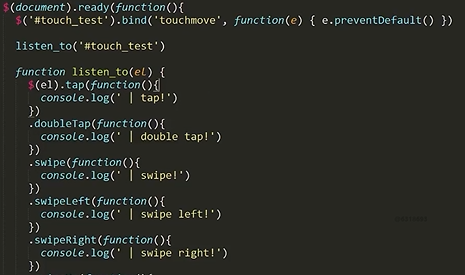 $(document).ready(function(){
$('#touch_test').bind('touchmove', function(e) { e.preventDefault() })
listen_to('#touch_test')
function listen_to(el) {
$(el).tap(function(){
console.log(' | tap!')
})
.doubleTap(function(){
console.log(' | double tap!')
})
.swipe(function(){
console.log(' | swipe!')
})
.swipeLeft(function(){
console.log(' | swipe left!')
})
.swipeRight(function(){
console.log(' | swipe right!')
})